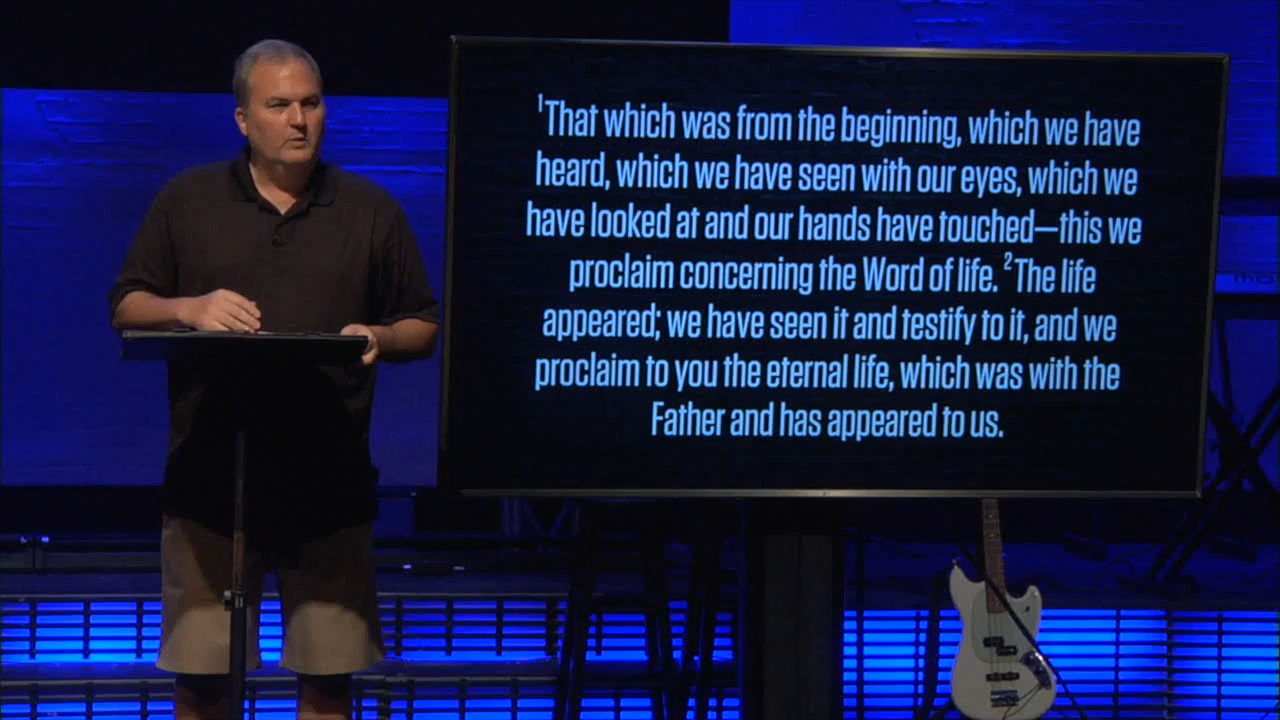 ¹That which was from the beginning, which we have
heard, which we have seen with our eyes, which we
have looked at and our hands have touched—this we
proclaim concerning the Word of life. ²The life
appeared; we have seen it and testify to it, and we
proclaim to you the eternal life, which was with the
Father and has appeared to us.